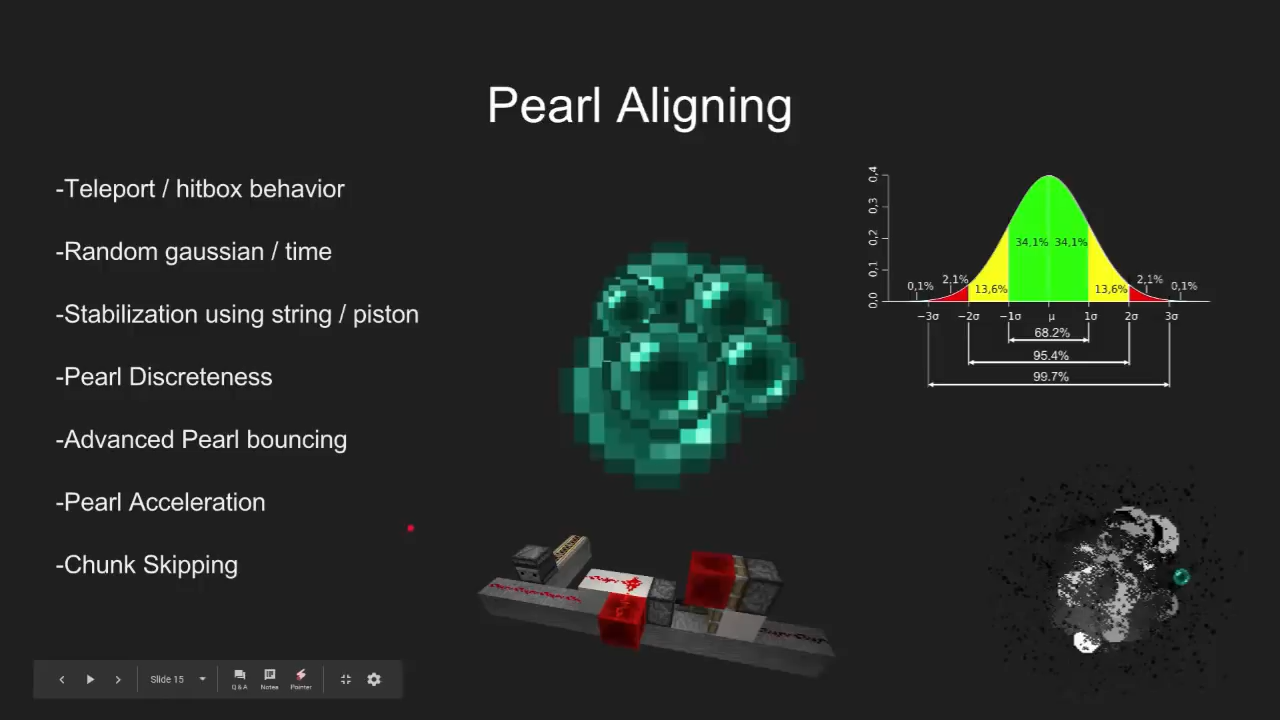 Pearl Aligning
-Teleport / hitbox behavior
-Random gaussian / time
-Stabilization using string / piston
-Pearl Discreteness
-Advanced Pearl bouncing
-Pearl Acceleration
-Chunk Skipping
0,4
0,3
0,2
0,1
0,0
34,1% 34,1%
0,1% 2,1% 13,6% 13,6% 2,1% 0,1%
−3σ −2σ −1σ μ 1σ 2σ 3σ
68.2%
95.4%
99.7%
Slide 15
Q&A Notes Pointer